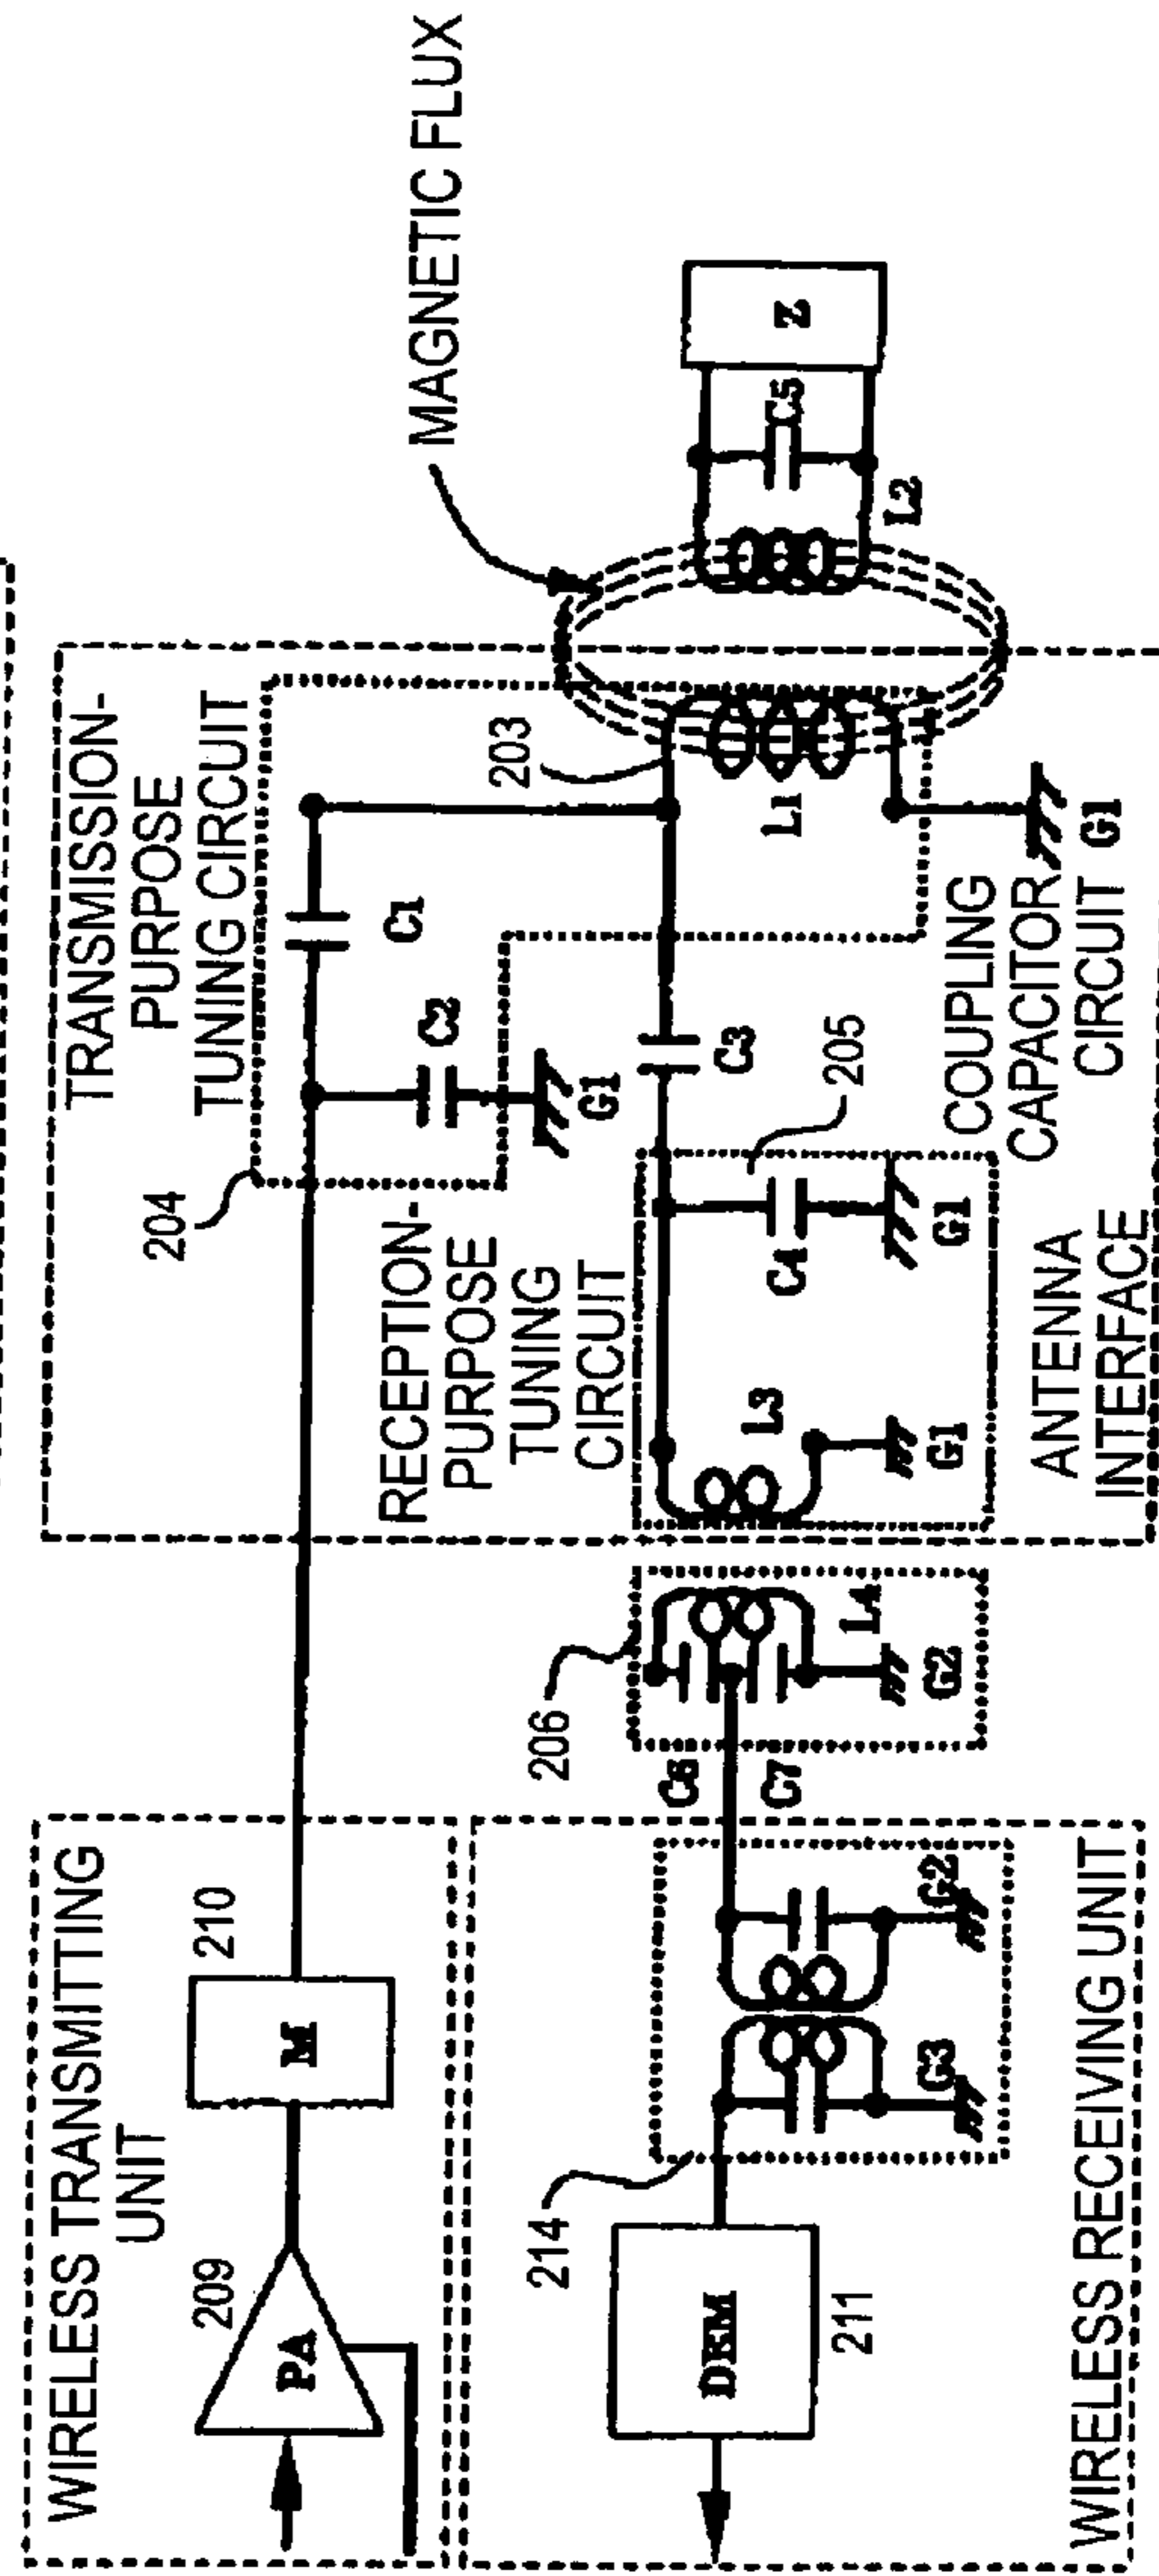 WIRELESS TRANSMITTING
UNIT
209
PA
210
M
204
TRANSMISSION-
PURPOSE
TUNING CIRCUIT
C1
C2
G1
203
MAGNETIC FLUX
L1
G1
L2
C5
Z
RECEPTION-
PURPOSE
TUNING
CIRCUIT
L3
G1
C4
G1
205
C3
COUPLING
CAPACITOR
CIRCUIT
ANTENNA
INTERFACE
206
C6
C7
L4
G2
214
G2
G3
DEM
211
WIRELESS RECEIVING UNIT